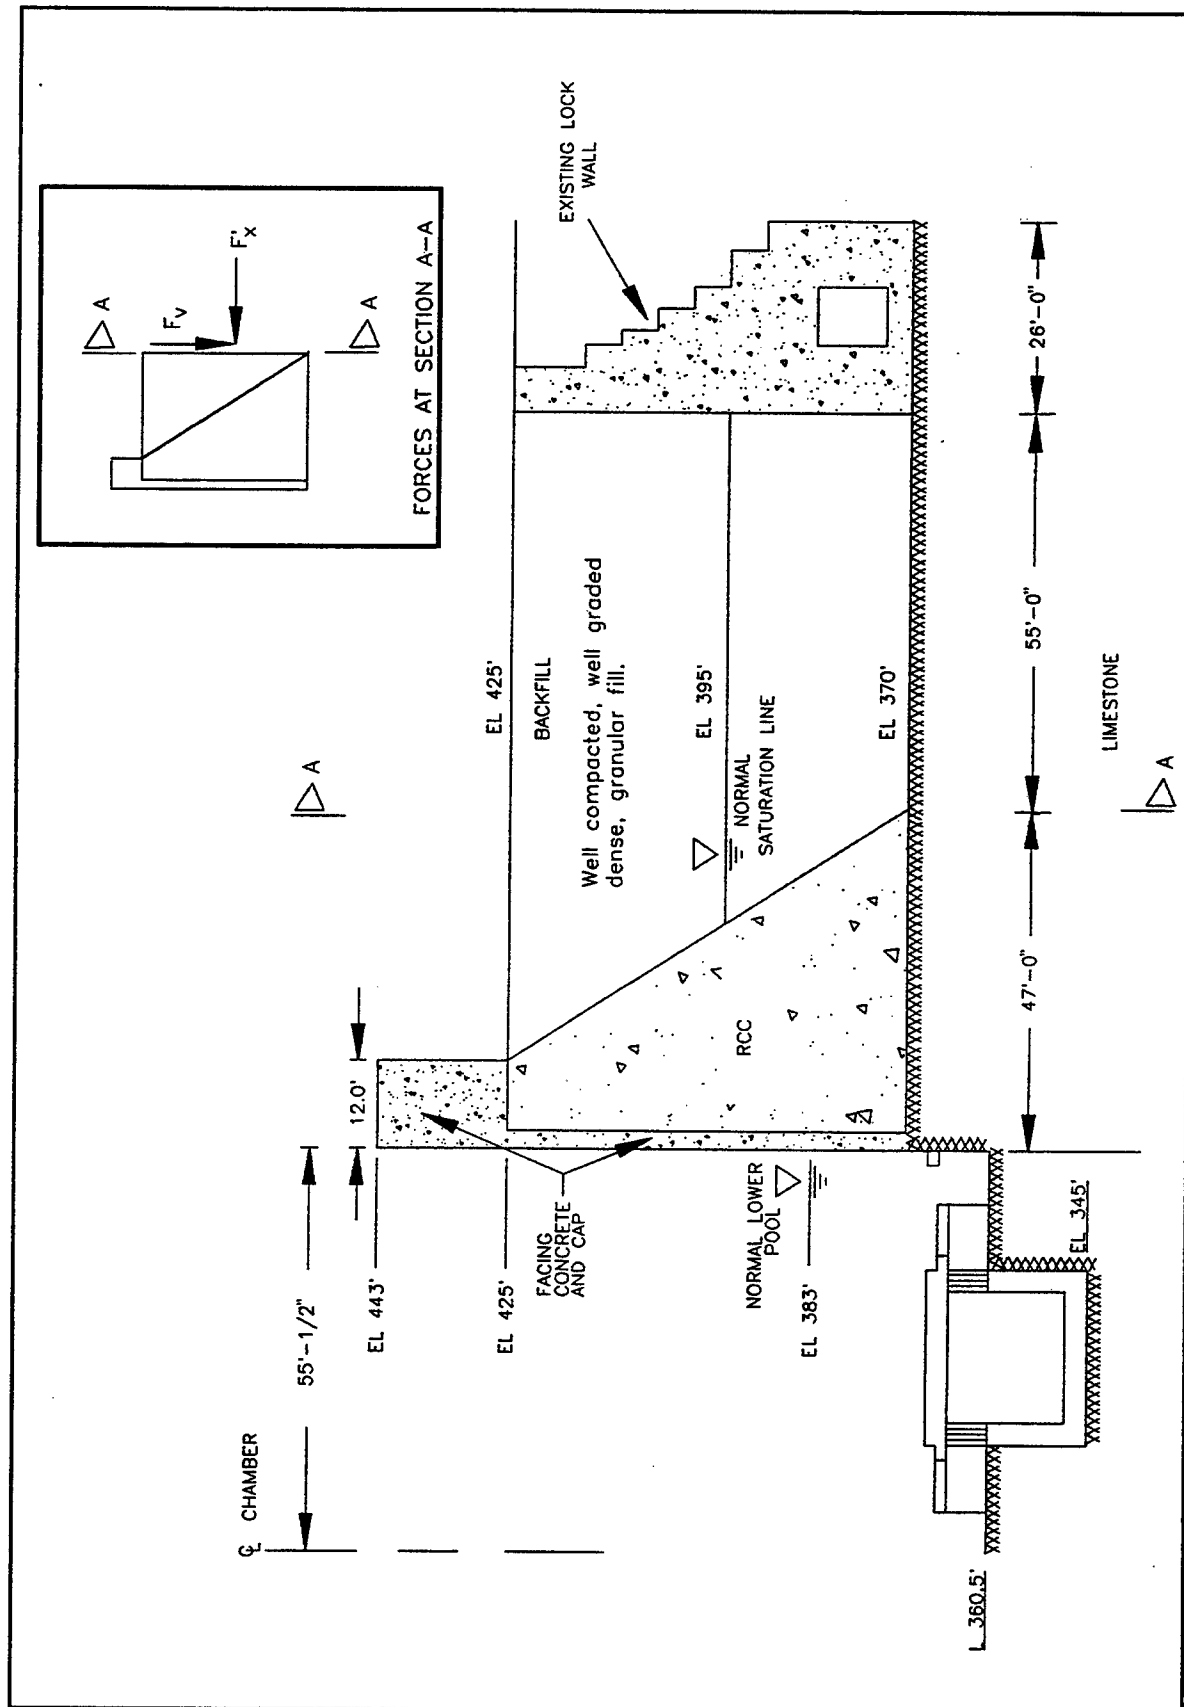 ℄ CHAMBER
55'-1/2"
12.0'
EL 443'
EL 425'
FACING
CONCRETE
AND CAP
NORMAL LOWER
POOL
EL 383'
EL 345'
L 360.5'
RCC
47'-0"
A
A
EL 425'
BACKFILL
Well compacted, well graded
dense, granular fill.
EL 395'
NORMAL
SATURATION LINE
EL 370'
55'-0"
LIMESTONE
EXISTING LOCK
WALL
26'-0"
A
Fv
F'x
A
FORCES AT SECTION A-A